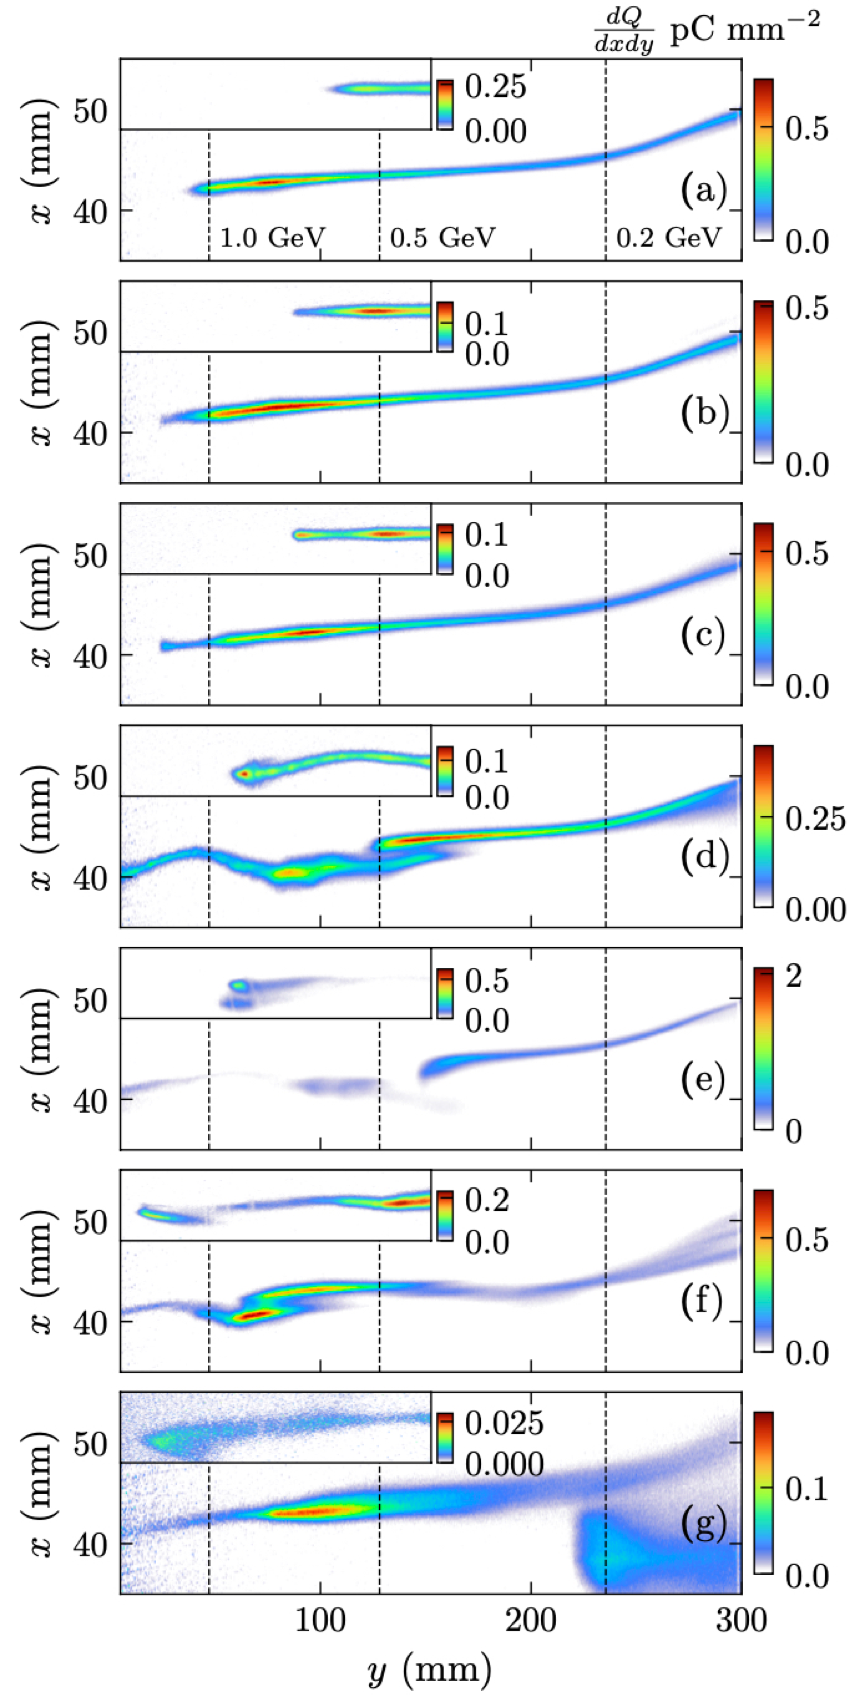 dQ/dxdy pC mm⁻²
50
40
x (mm)
0.25
0.00
1.0 GeV
0.5 GeV
0.2 GeV
(a)
0.5
0.0
50
40
x (mm)
0.1
0.0
(b)
0.5
0.0
50
40
x (mm)
0.1
0.0
(c)
0.5
0.0
50
40
x (mm)
0.1
0.0
(d)
0.25
0.00
50
40
x (mm)
0.5
0.0
(e)
2
0
50
40
x (mm)
0.2
0.0
(f)
0.5
0.0
50
40
x (mm)
0.025
0.000
(g)
0.1
0.0
100 200 300
y (mm)